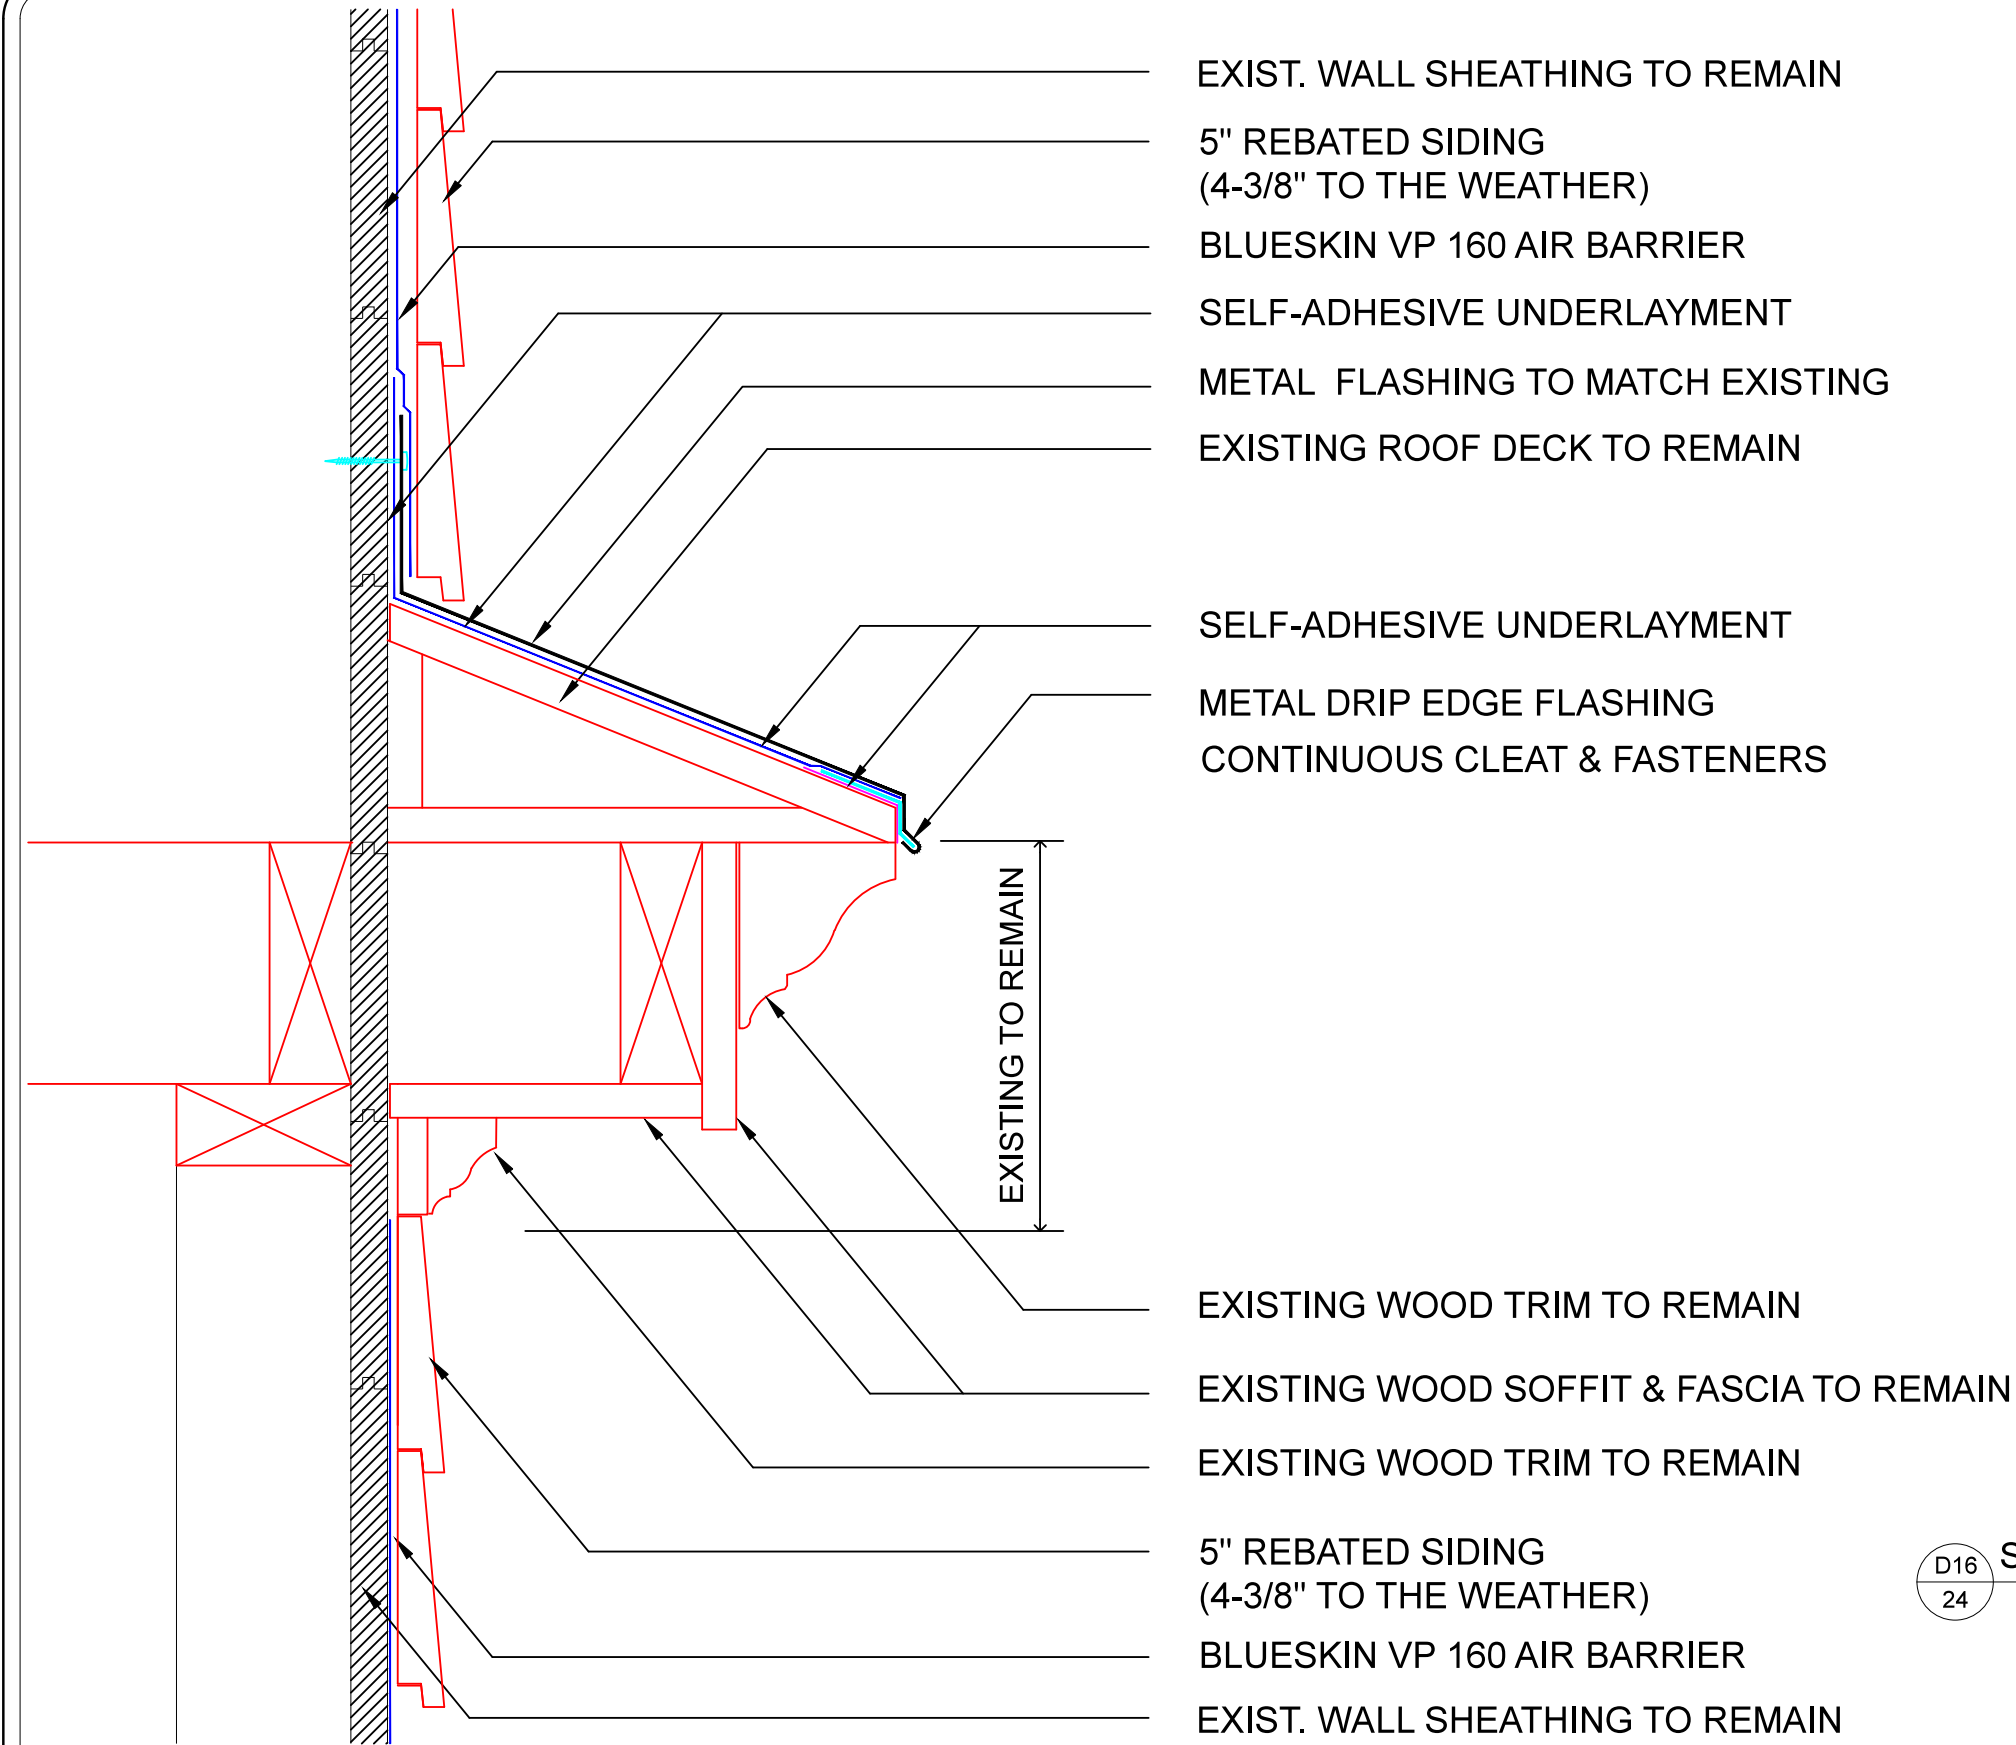 EXIST. WALL SHEATHING TO REMAIN
5" REBATED SIDING
(4-3/8" TO THE WEATHER)
BLUESKIN VP 160 AIR BARRIER
SELF-ADHESIVE UNDERLAYMENT
METAL FLASHING TO MATCH EXISTING
EXISTING ROOF DECK TO REMAIN
SELF-ADHESIVE UNDERLAYMENT
METAL DRIP EDGE FLASHING
CONTINUOUS CLEAT & FASTENERS
EXISTING TO REMAIN
EXISTING WOOD TRIM TO REMAIN
EXISTING WOOD SOFFIT & FASCIA TO REMAIN
EXISTING WOOD TRIM TO REMAIN
5" REBATED SIDING
(4-3/8" TO THE WEATHER)
D16
24
BLUESKIN VP 160 AIR BARRIER
EXIST. WALL SHEATHING TO REMAIN